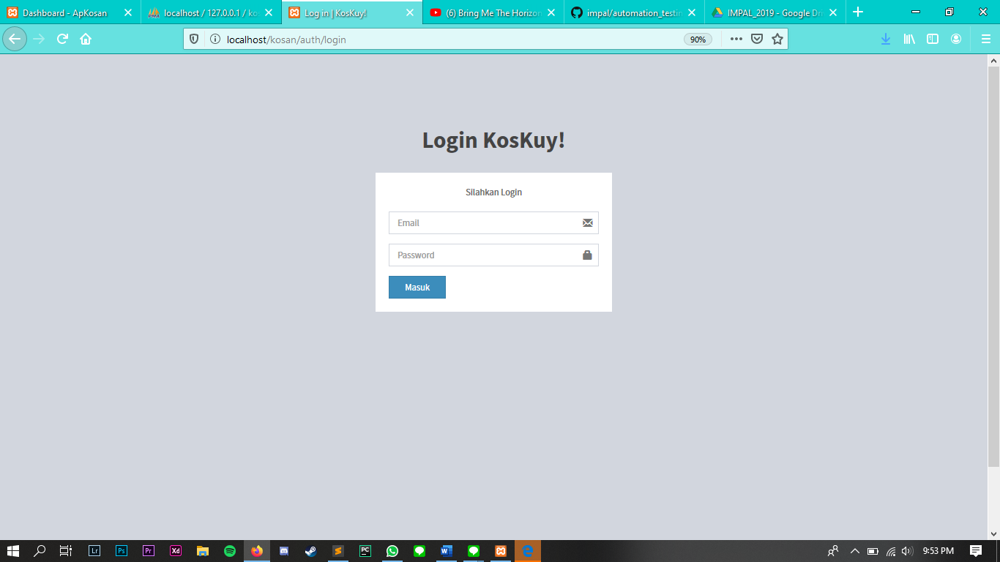 Dashboard - ApKosan
localhost / 127.0.0.1 / ko
Log in | KosKuy!
(6) Bring Me The Horizon
impal/automation_testin
IMPAL_2019 - Google Dri
localhost/kosan/auth/login
90%
Login KosKuy!
Silahkan Login
Email
Password
Masuk
Lr
Ps
Pr
Xd
PC
W
9:53 PM